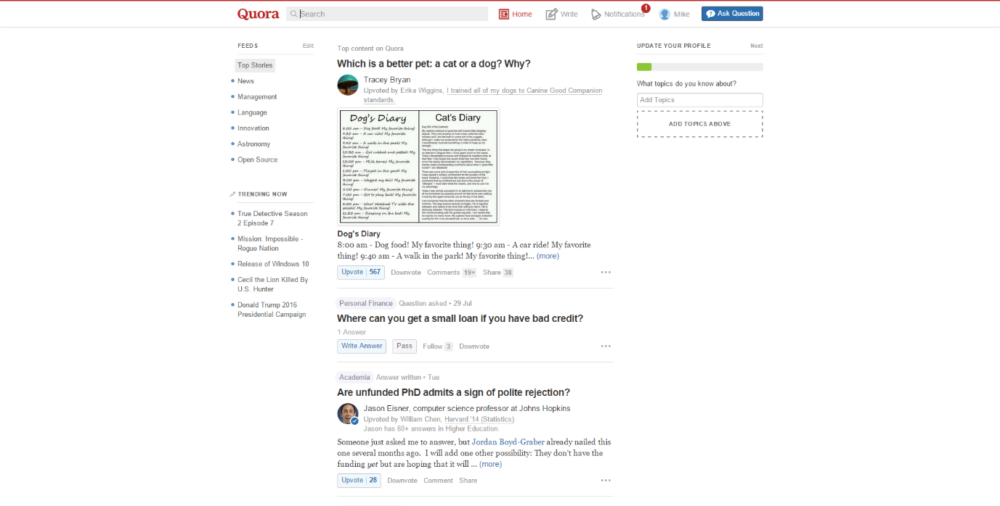 Quora
Search
Home
Write
Notifications
1
Mike
Ask Question
FEEDS
Edit
Top Stories
News
Management
Language
Innovation
Astronomy
Open Source
TRENDING NOW
True Detective Season
2 Episode 7
Mission: Impossible -
Rogue Nation
Release of Windows 10
Cecil the Lion Killed By
U.S. Hunter
Donald Trump 2016
Presidential Campaign
Top content on Quora
Which is a better pet: a cat or a dog? Why?
Tracey Bryan
Upvoted by Erika Wiggins, I trained all of my dogs to Canine Good Companion
standards.
Dog's Diary
8:00 am - Dog food! My favorite thing!
9:30 am - A car ride! My favorite
thing!
9:40 am - A walk in the park! My
favorite thing!
10:30 am - Got rubbed and petted! My
favorite thing!
12:00 pm - Milk bones! My favorite
thing!
1:00 pm - Played in the yard! My
favorite thing!
3:00 pm - Wagged my tail! My favorite
thing!
5:00 pm - Dinner! My favorite thing!
7:00 pm - Got to play ball! My favorite
thing!
8:00 pm - Wow! Watched TV with the
people! My favorite thing!
11:00 pm - Sleeping on the bed! My
favorite thing!
Cat's Diary
Dog's Diary
8:00 am - Dog food! My favorite thing! 9:30 am - A car ride! My favorite
thing! 9:40 am - A walk in the park! My favorite thing!... (more)
Upvote 567 Downvote Comments 19+ Share 38
Personal Finance Question asked • 29 Jul
Where can you get a small loan if you have bad credit?
1 Answer
Write Answer Pass Follow 3 Downvote
Academia Answer written • Tue
Are unfunded PhD admits a sign of polite rejection?
Jason Eisner, computer science professor at Johns Hopkins
Upvoted by William Chen, Harvard '14 (Statistics)
Jason has 60+ answers in Higher Education.
Someone just asked me to answer, but Jordan Boyd-Graber already nailed this
one several months ago. I will add one other possibility: They don't have the
funding yet but are hoping that it will ... (more)
Upvote 28 Downvote Comment Share
UPDATE YOUR PROFILE
Next
What topics do you know about?
Add Topics
ADD TOPICS ABOVE